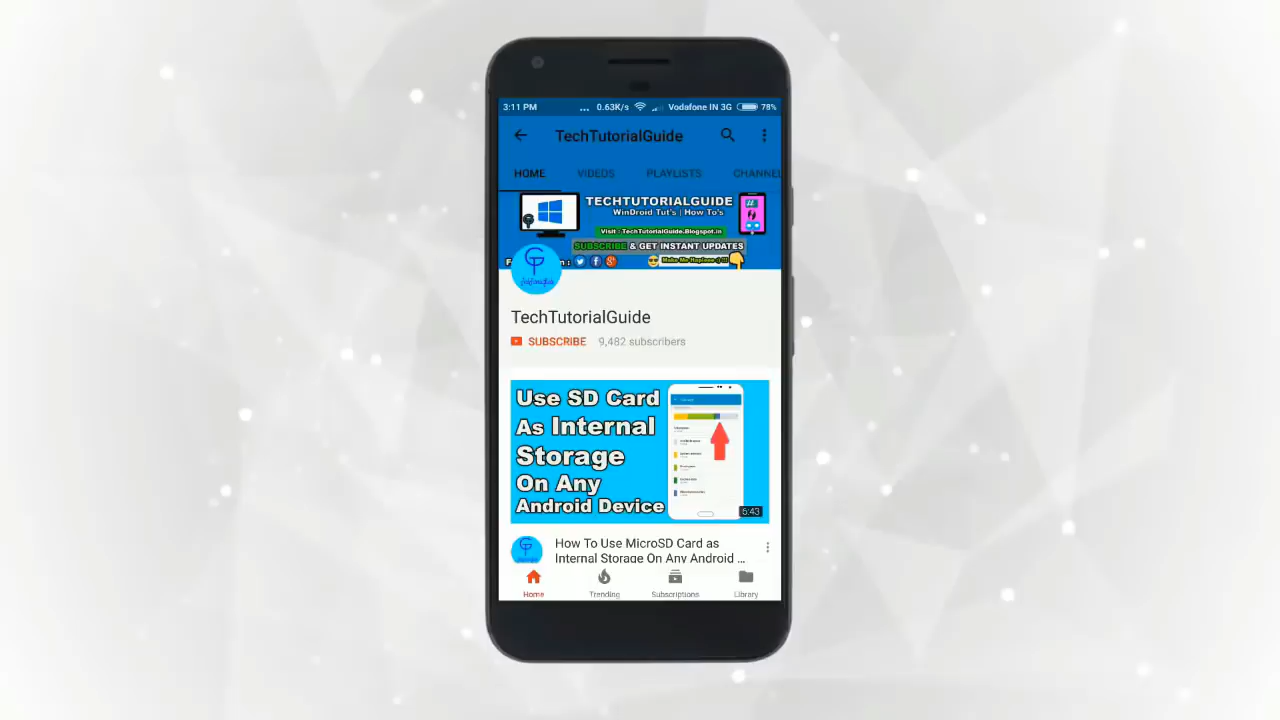 3:11 PM ... 0.63K/s Vodafone IN 3G 78%
TechTutorialGuide
HOME VIDEOS PLAYLISTS CHANNEL
TECHTUTORIALGUIDE
WinDroid Tut's | How To's
Visit : TechTutorialGuide.Blogspot.in
SUBSCRIBE & GET INSTANT UPDATES
TechTutorialGuide
SUBSCRIBE 9,482 subscribers
Use SD Card
As Internal
Storage
On Any
Android Device
5:43
How To Use MicroSD Card as
Internal Storage On Any Android ...
Home Trending Subscriptions Library